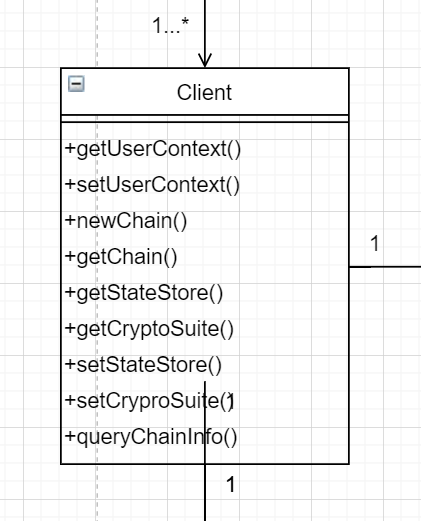 1...*
Client
+getUserContext()
+setUserContext()
+newChain()
+getChain()
1
+getStateStore()
+getCryptoSuite()
+setStateStore()
+setCryproSuite()
1
+queryChainInfo()
1